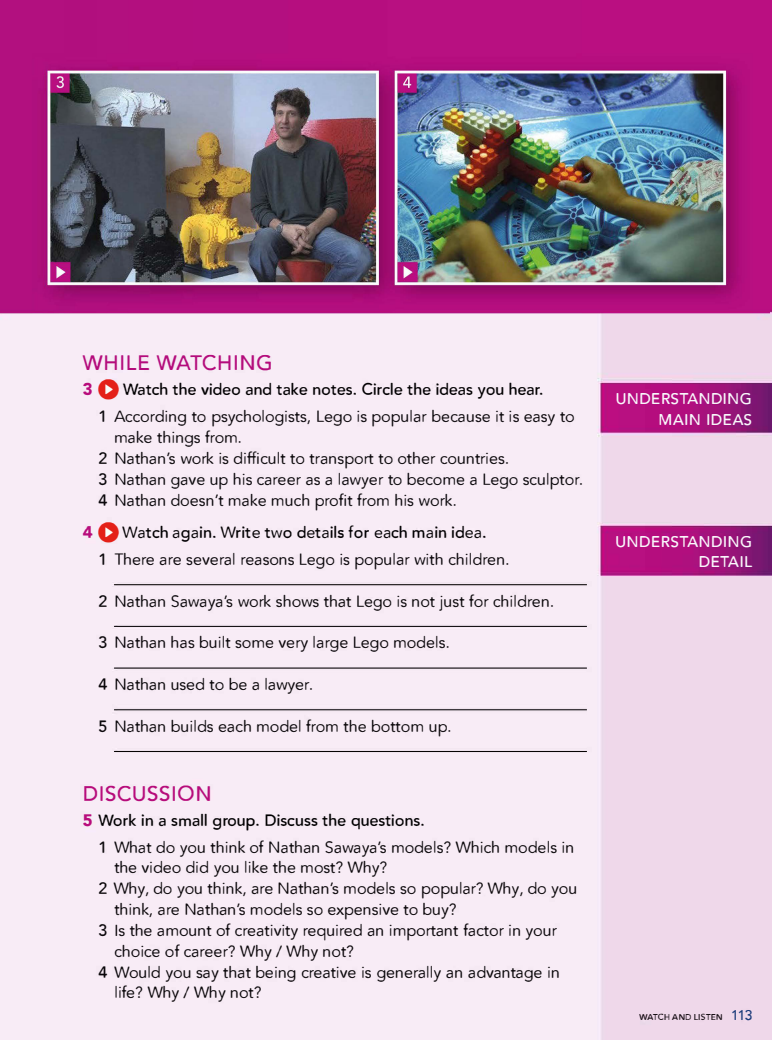 3
4
WHILE WATCHING
3 Watch the video and take notes. Circle the ideas you hear.
1 According to psychologists, Lego is popular because it is easy to
make things from.
2 Nathan's work is difficult to transport to other countries.
3 Nathan gave up his career as a lawyer to become a Lego sculptor.
4 Nathan doesn't make much profit from his work.
UNDERSTANDING
MAIN IDEAS
4 Watch again. Write two details for each main idea.
1 There are several reasons Lego is popular with children.
2 Nathan Sawaya's work shows that Lego is not just for children.
3 Nathan has built some very large Lego models.
4 Nathan used to be a lawyer.
5 Nathan builds each model from the bottom up.
UNDERSTANDING
DETAIL
DISCUSSION
5 Work in a small group. Discuss the questions.
1 What do you think of Nathan Sawaya's models? Which models in
the video did you like the most? Why?
2 Why, do you think, are Nathan's models so popular? Why, do you
think, are Nathan's models so expensive to buy?
3 Is the amount of creativity required an important factor in your
choice of career? Why / Why not?
4 Would you say that being creative is generally an advantage in
life? Why / Why not?
WATCH AND LISTEN 113